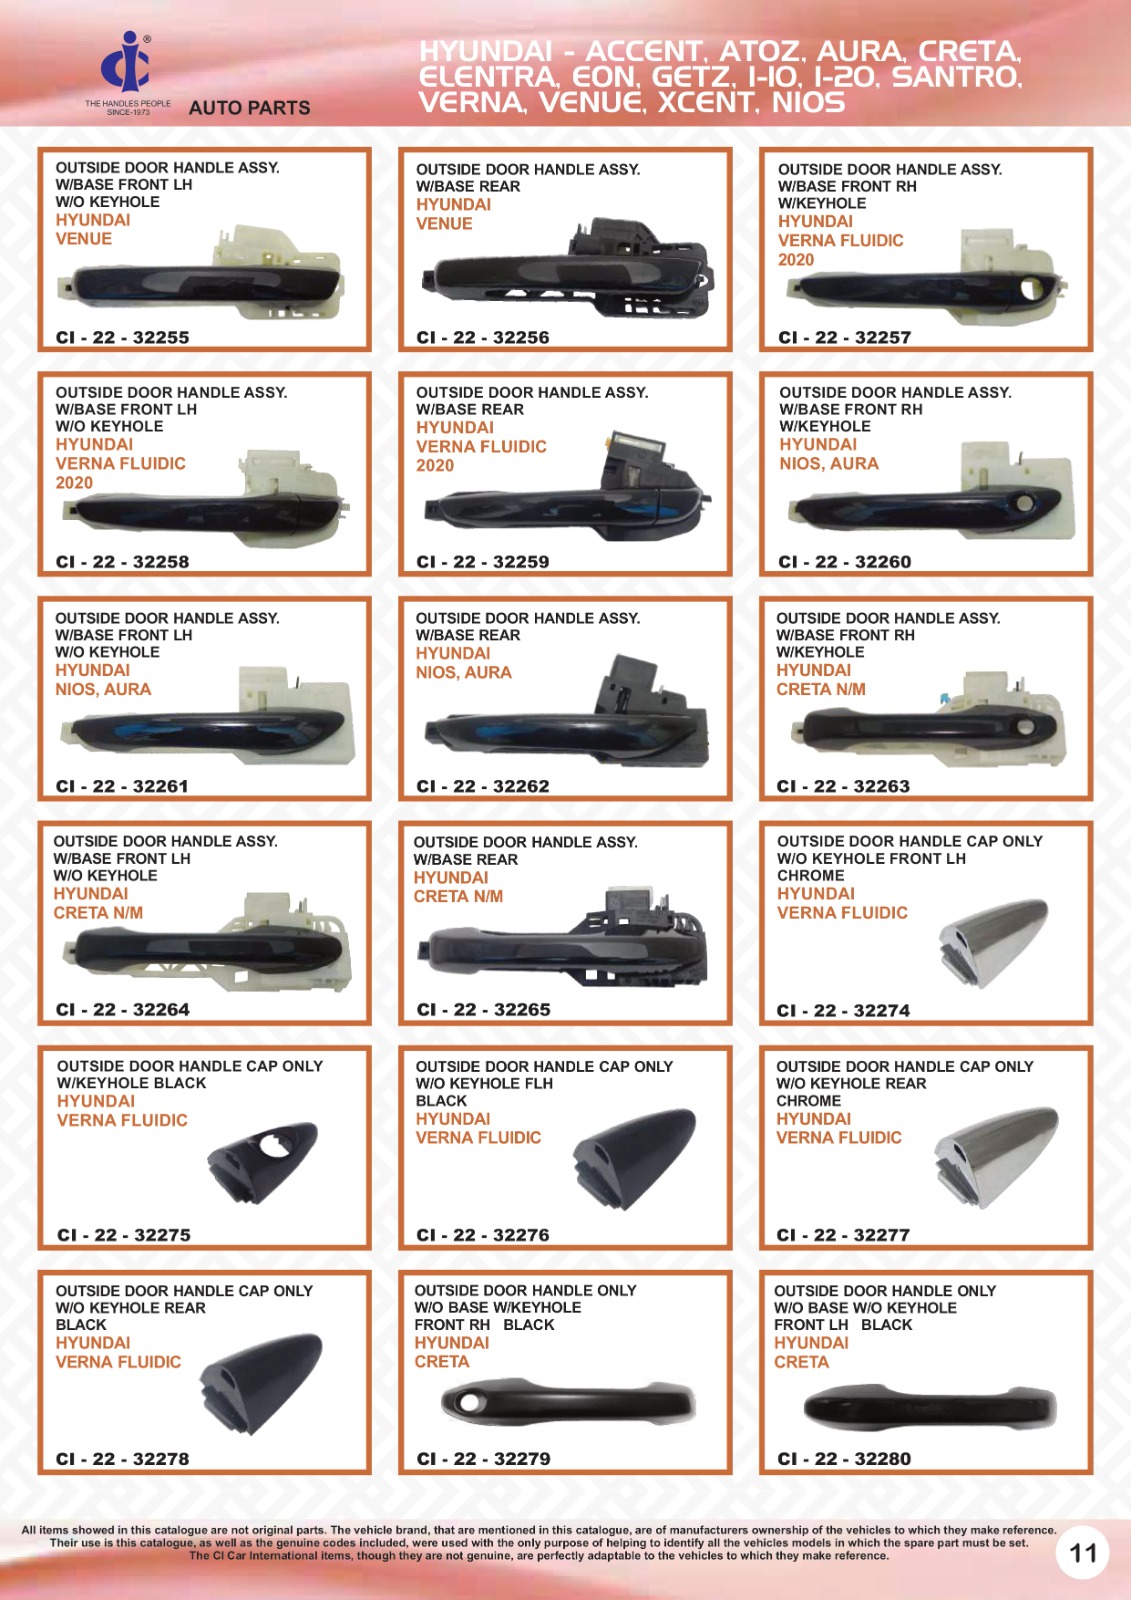 ®
THE HANDLES PEOPLE
SINCE-1973
AUTO PARTS
HYUNDAI - ACCENT, ATOZ, AURA, CRETA,
ELENTRA, EON, GETZ, I-10, I-20, SANTRO,
VERNA, VENUE, XCENT, NIOS
OUTSIDE DOOR HANDLE ASSY.
W/BASE FRONT LH
W/O KEYHOLE
HYUNDAI
VENUE
CI - 22 - 32255
OUTSIDE DOOR HANDLE ASSY.
W/BASE REAR
HYUNDAI
VENUE
CI - 22 - 32256
OUTSIDE DOOR HANDLE ASSY.
W/BASE FRONT RH
W/KEYHOLE
HYUNDAI
VERNA FLUIDIC
2020
CI - 22 - 32257
OUTSIDE DOOR HANDLE ASSY.
W/BASE FRONT LH
W/O KEYHOLE
HYUNDAI
VERNA FLUIDIC
2020
CI - 22 - 32258
OUTSIDE DOOR HANDLE ASSY.
W/BASE REAR
HYUNDAI
VERNA FLUIDIC
2020
CI - 22 - 32259
OUTSIDE DOOR HANDLE ASSY.
W/BASE FRONT RH
W/KEYHOLE
HYUNDAI
NIOS, AURA
CI - 22 - 32260
OUTSIDE DOOR HANDLE ASSY.
W/BASE FRONT LH
W/O KEYHOLE
HYUNDAI
NIOS, AURA
CI - 22 - 32261
OUTSIDE DOOR HANDLE ASSY.
W/BASE REAR
HYUNDAI
NIOS, AURA
CI - 22 - 32262
OUTSIDE DOOR HANDLE ASSY.
W/BASE FRONT RH
W/KEYHOLE
HYUNDAI
CRETA N/M
CI - 22 - 32263
OUTSIDE DOOR HANDLE ASSY.
W/BASE FRONT LH
W/O KEYHOLE
HYUNDAI
CRETA N/M
CI - 22 - 32264
OUTSIDE DOOR HANDLE ASSY.
W/BASE REAR
HYUNDAI
CRETA N/M
CI - 22 - 32265
OUTSIDE DOOR HANDLE CAP ONLY
W/O KEYHOLE FRONT LH
CHROME
HYUNDAI
VERNA FLUIDIC
CI - 22 - 32274
OUTSIDE DOOR HANDLE CAP ONLY
W/KEYHOLE BLACK
HYUNDAI
VERNA FLUIDIC
CI - 22 - 32275
OUTSIDE DOOR HANDLE CAP ONLY
W/O KEYHOLE FLH
BLACK
HYUNDAI
VERNA FLUIDIC
CI - 22 - 32276
OUTSIDE DOOR HANDLE CAP ONLY
W/O KEYHOLE REAR
CHROME
HYUNDAI
VERNA FLUIDIC
CI - 22 - 32277
OUTSIDE DOOR HANDLE CAP ONLY
W/O KEYHOLE REAR
BLACK
HYUNDAI
VERNA FLUIDIC
CI - 22 - 32278
OUTSIDE DOOR HANDLE ONLY
W/O BASE W/KEYHOLE
FRONT RH BLACK
HYUNDAI
CRETA
CI - 22 - 32279
OUTSIDE DOOR HANDLE ONLY
W/O BASE W/O KEYHOLE
FRONT LH BLACK
HYUNDAI
CRETA
CI - 22 - 32280
All items showed in this catalogue are not original parts. The vehicle brand, that are mentioned in this catalogue, are of manufacturers ownership of the vehicles to which they make reference.
Their use is this catalogue, as well as the genuine codes included, were used with the only purpose of helping to identify all the vehicles models in which the spare part must be set.
The CI Car International items, though they are not genuine, are perfectly adaptable to the vehicles to which they make reference.
11